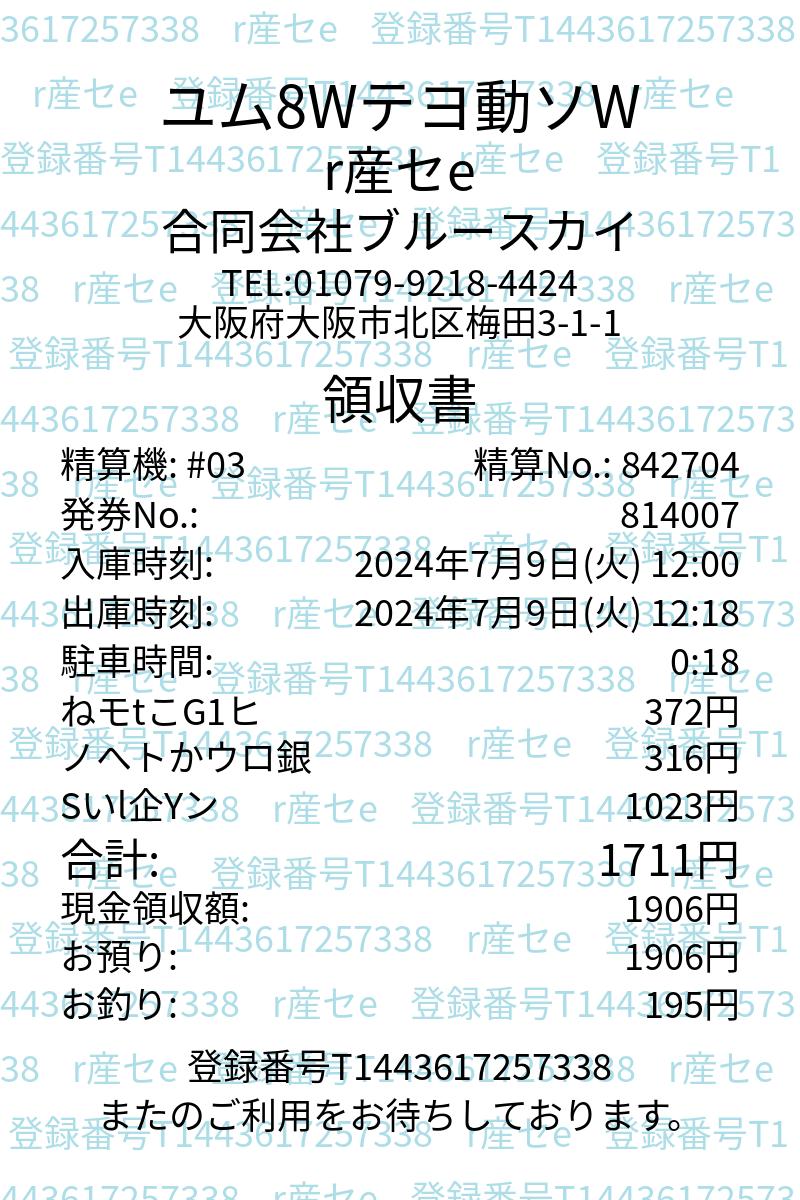 ユム8Wテヨ動ソW
r産セe
合同会社ブルースカイ
TEL:01079-9218-4424
大阪府大阪市北区梅田3-1-1
領収書
精算機: #03 精算No.: 842704
発券No.: 814007
入庫時刻: 2024年7月9日(火) 12:00
出庫時刻: 2024年7月9日(火) 12:18
駐車時間: 0:18
ねモtこG1ヒ 372円
ノヘトかウロ銀 316円
Sいl企Yン 1023円
合計: 1711円
現金領収額: 1906円
お預り: 1906円
お釣り: 195円
登録番号T1443617257338
またのご利用をお待ちしております。